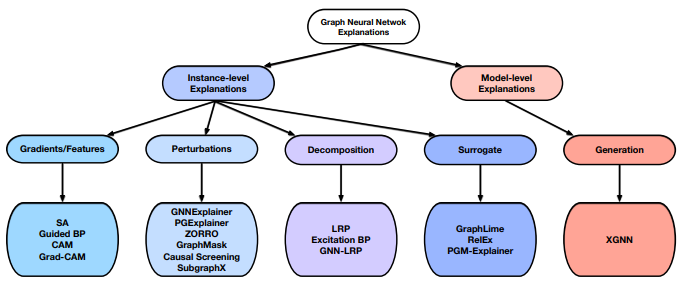 Graph Neural Netwok
Explanations
Instance-level
Explanations
Model-level
Explanations
Gradients/Features
Perturbations
Decomposition
Surrogate
Generation
SA
Guided BP
CAM
Grad-CAM
GNNExplainer
PGExplainer
ZORRO
GraphMask
Causal Screening
SubgraphX
LRP
Excitation BP
GNN-LRP
GraphLime
RelEx
PGM-Explainer
XGNN